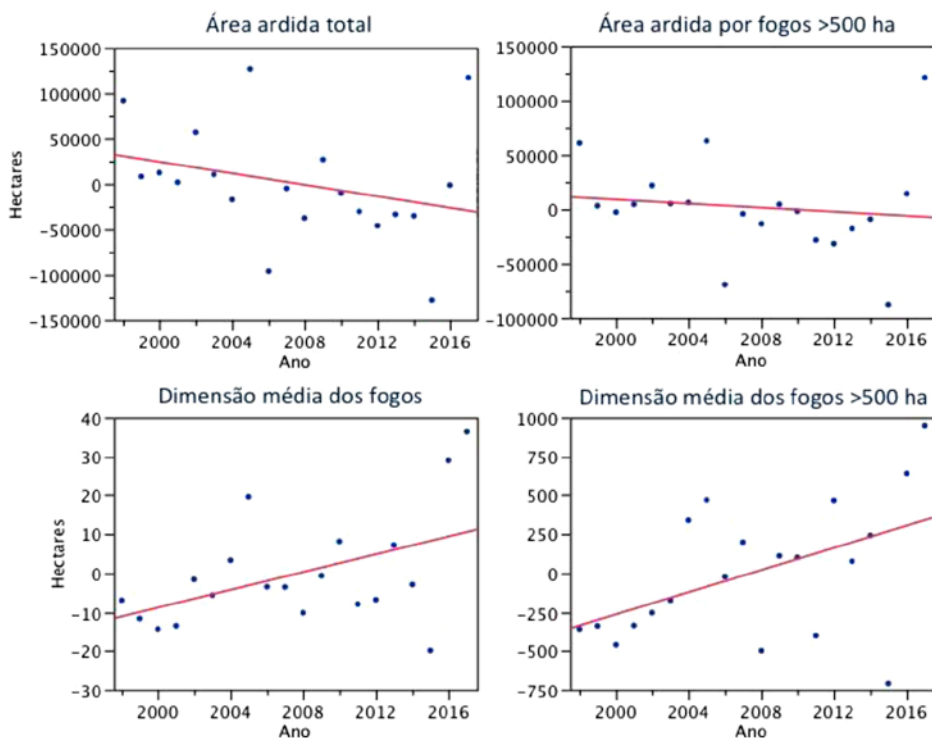 Área ardida total
Área ardida por fogos >500 ha
150000
100000
50000
0
−50000
−100000
−150000
Hectares
2000 2004 2008 2012 2016
Ano
150000
100000
50000
0
−50000
−100000
2000 2004 2008 2012 2016
Ano
Dimensão média dos fogos
Dimensão média dos fogos >500 ha
40
30
20
10
0
−10
−20
−30
Hectares
2000 2004 2008 2012 2016
Ano
1000
750
500
250
0
−250
−500
−750
2000 2004 2008 2012 2016
Ano